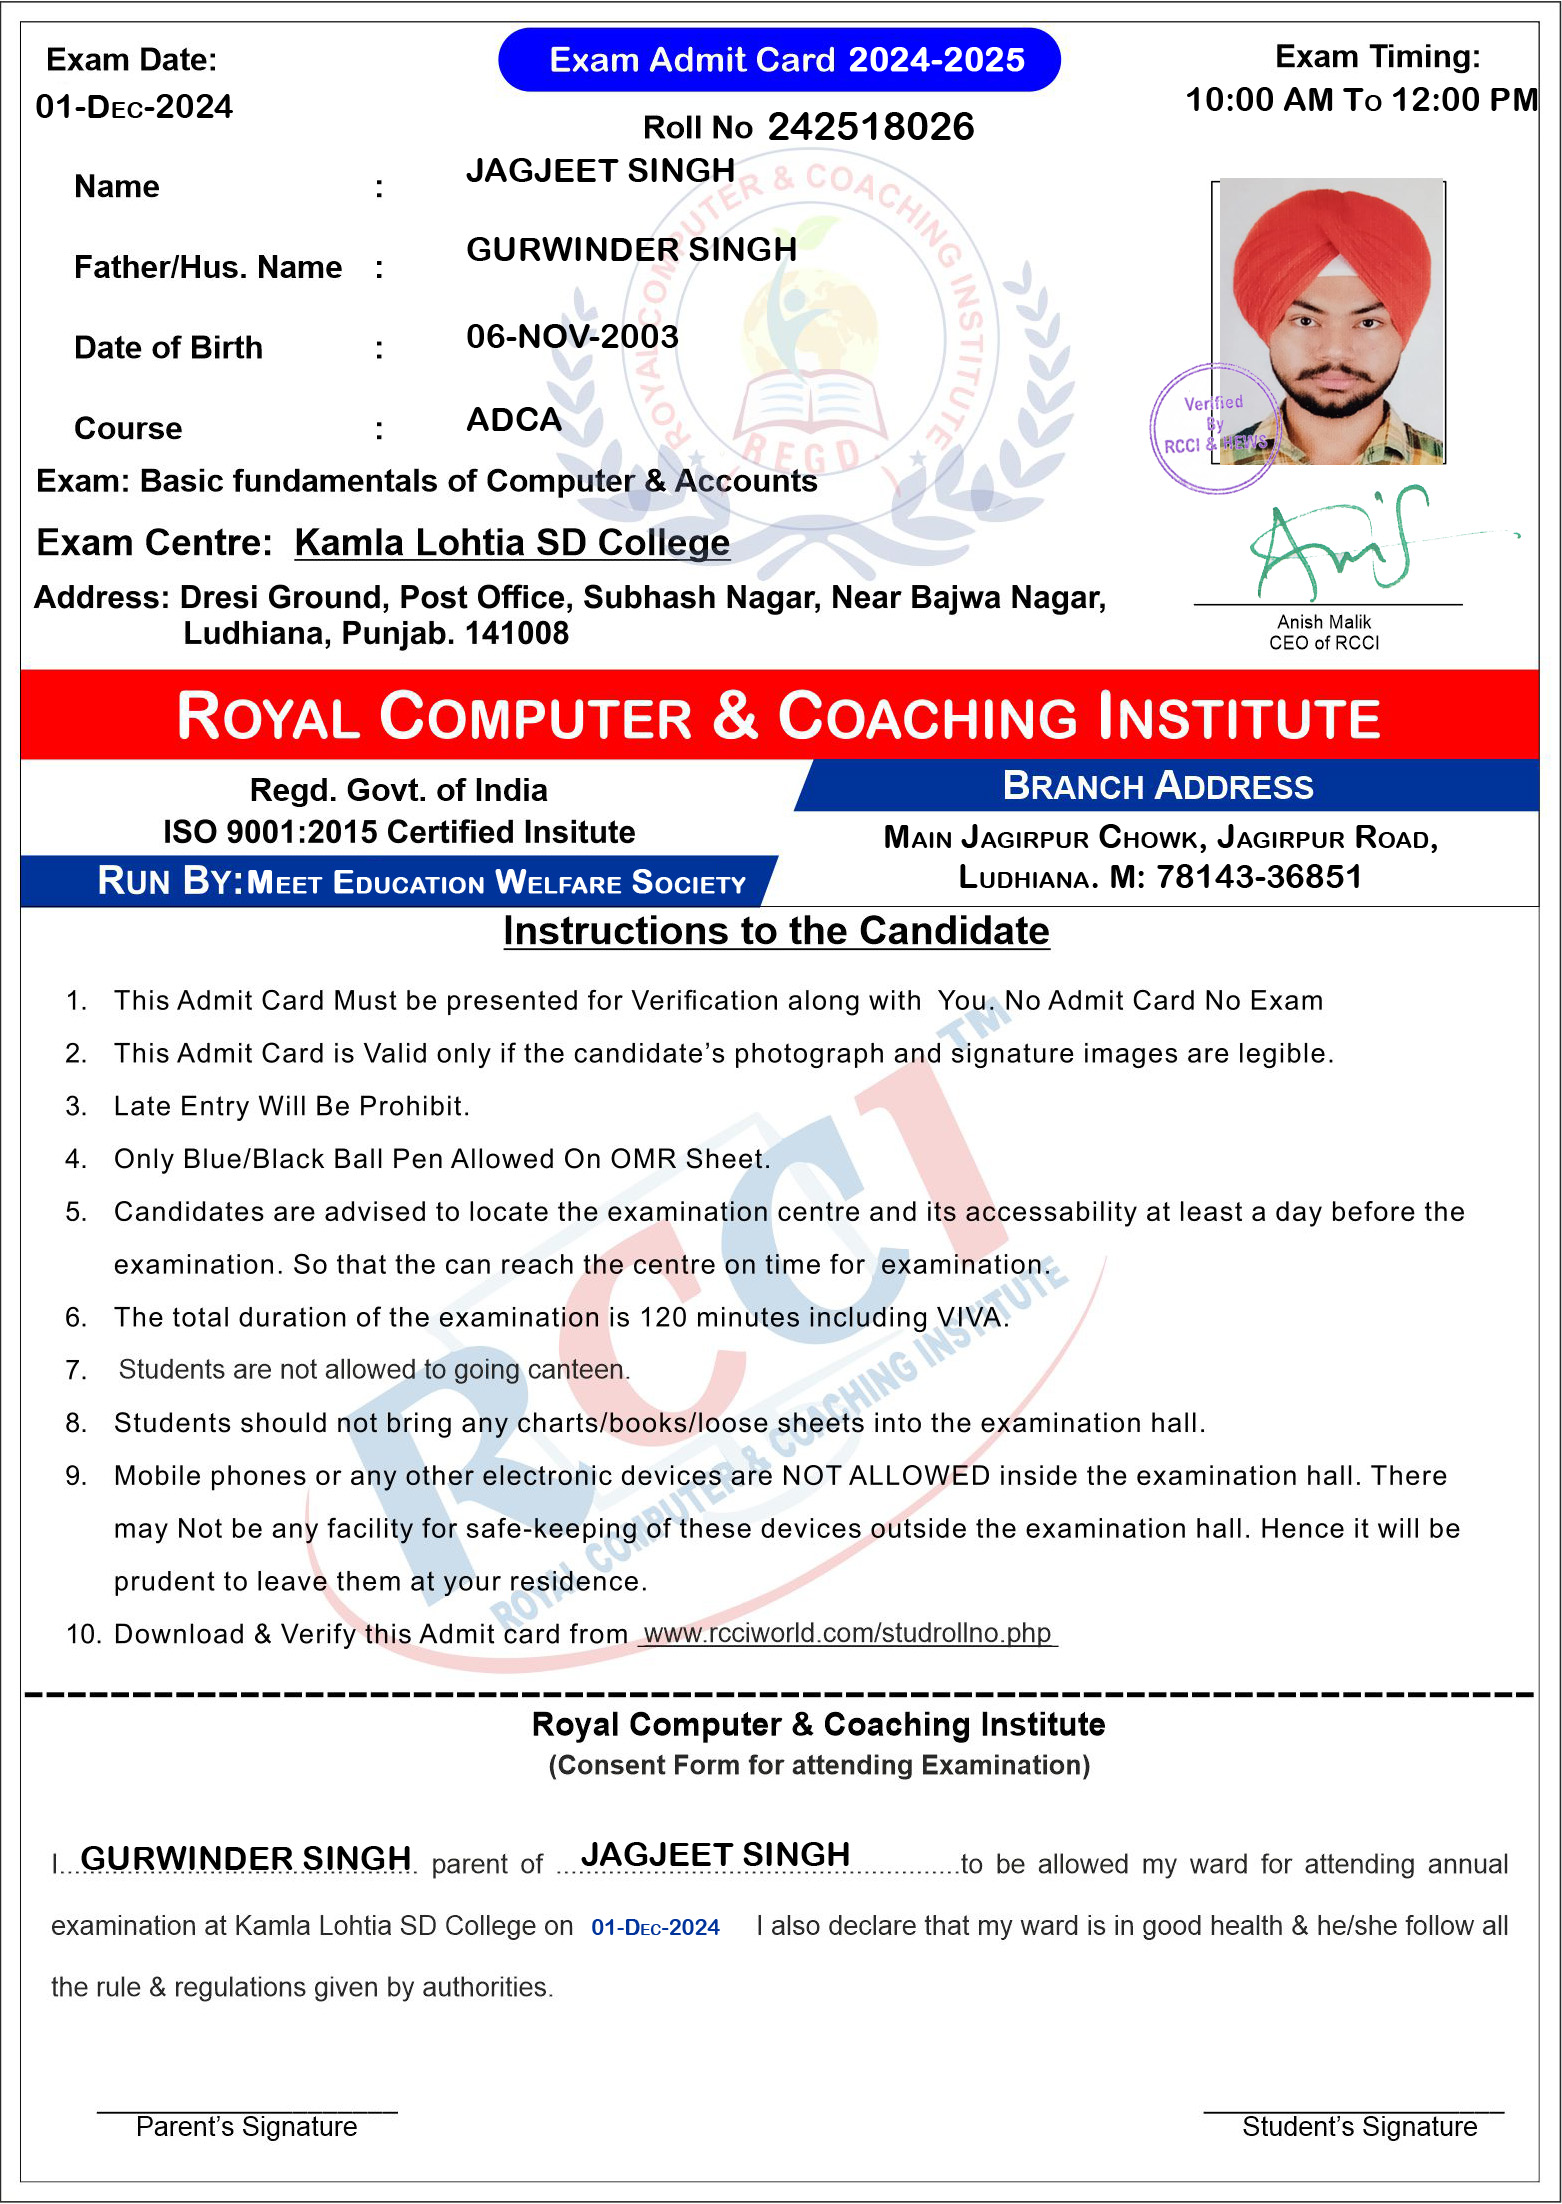 Exam Date:
01-DEC-2024
Exam Admit Card 2024-2025
Exam Timing:
10:00 AM TO 12:00 PM
Roll No 242518026
Name : JAGJEET SINGH
Father/Hus. Name : GURWINDER SINGH
Date of Birth : 06-NOV-2003
Course : ADCA
ROYAL COMPUTER & COACHING INSTITUTE
REGD.
Verified
By
RCCI & HEWS
Exam: Basic fundamentals of Computer & Accounts
Exam Centre: Kamla Lohtia SD College
Address: Dresi Ground, Post Office, Subhash Nagar, Near Bajwa Nagar,
Ludhiana, Punjab. 141008
Anish Malik
CEO of RCCI
ROYAL COMPUTER & COACHING INSTITUTE
Regd. Govt. of India
ISO 9001:2015 Certified Insitute
RUN BY:MEET EDUCATION WELFARE SOCIETY
BRANCH ADDRESS
MAIN JAGIRPUR CHOWK, JAGIRPUR ROAD,
LUDHIANA. M: 78143-36851
Instructions to the Candidate
1. This Admit Card Must be presented for Verification along with You. No Admit Card No Exam
2. This Admit Card is Valid only if the candidate’s photograph and signature images are legible.
3. Late Entry Will Be Prohibit.
4. Only Blue/Black Ball Pen Allowed On OMR Sheet.
5. Candidates are advised to locate the examination centre and its accessability at least a day before the
examination. So that the can reach the centre on time for examination.
6. The total duration of the examination is 120 minutes including VIVA.
7. Students are not allowed to going canteen.
8. Students should not bring any charts/books/loose sheets into the examination hall.
9. Mobile phones or any other electronic devices are NOT ALLOWED inside the examination hall. There
may Not be any facility for safe-keeping of these devices outside the examination hall. Hence it will be
prudent to leave them at your residence.
10. Download & Verify this Admit card from www.rcciworld.com/studrollno.php
RCCI TM
ROYAL COMPUTER & COACHING INSTITUTE
Royal Computer & Coaching Institute
(Consent Form for attending Examination)
I...GURWINDER SINGH parent of ...JAGJEET SINGH...............to be allowed my ward for attending annual
examination at Kamla Lohtia SD College on 01-DEC-2024 I also declare that my ward is in good health & he/she follow all
the rule & regulations given by authorities.
Parent’s Signature
Student’s Signature